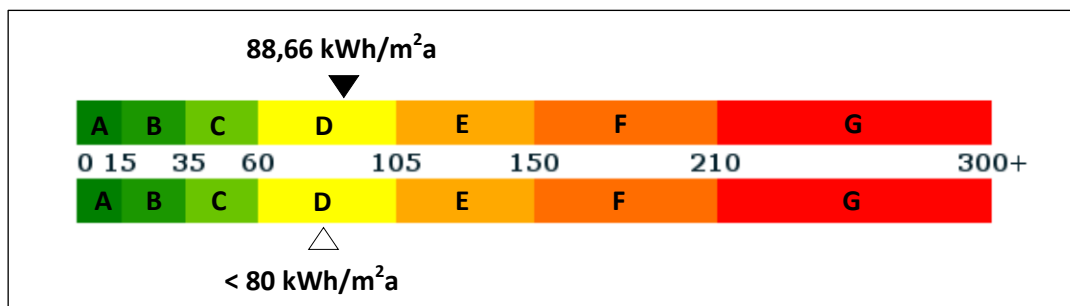 88,66 kWh/m²a
A B C D E F G
0 15 35 60 105 150 210 300+
A B C D E F G
< 80 kWh/m²a